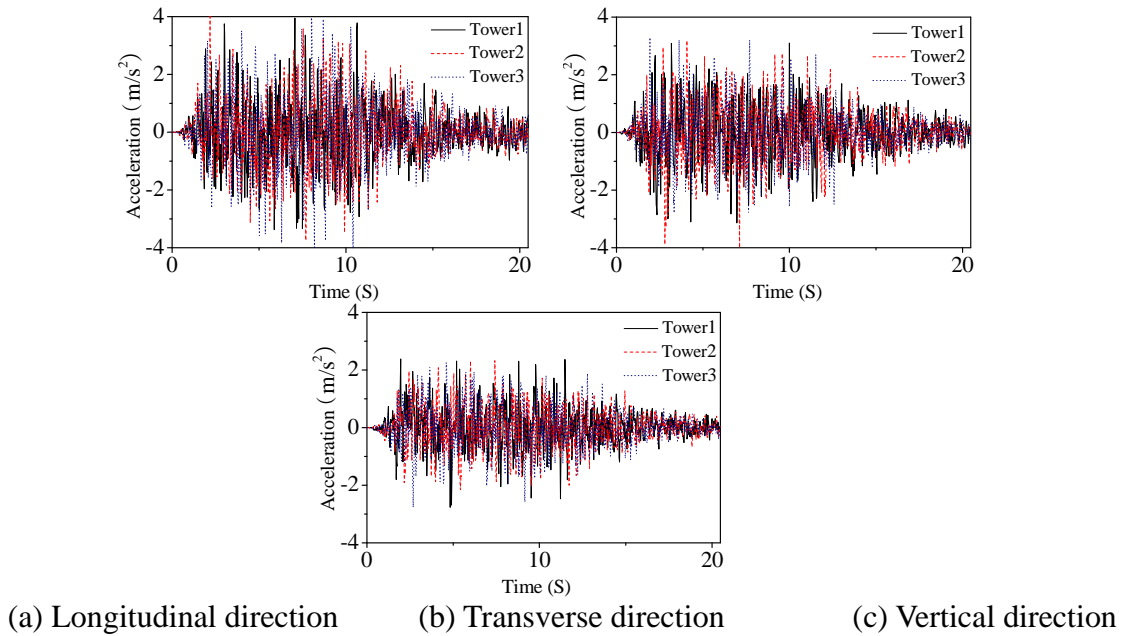 4
2
0
-2
-4
Acceleration ( m/s²)
Tower1
Tower2
Tower3
0 10 20
Time (S)
4
2
0
-2
-4
Acceleration ( m/s²)
Tower1
Tower2
Tower3
0 10 20
Time (S)
4
2
0
-2
-4
Acceleration ( m/s²)
Tower1
Tower2
Tower3
0 10 20
Time (S)
(a) Longitudinal direction (b) Transverse direction (c) Vertical direction